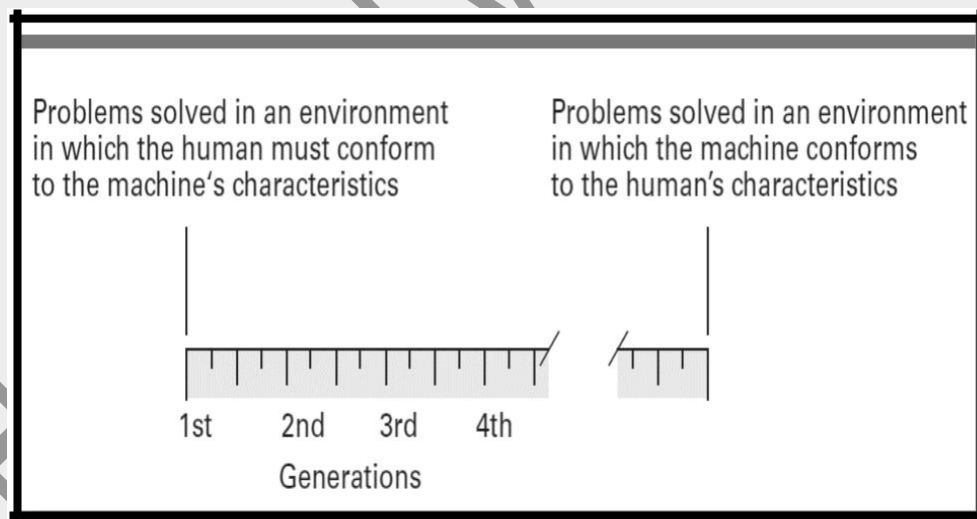 Problems solved in an environment
in which the human must conform
to the machine‘s characteristics
Problems solved in an environment
in which the machine conforms
to the human’s characteristics
1st 2nd 3rd 4th
Generations